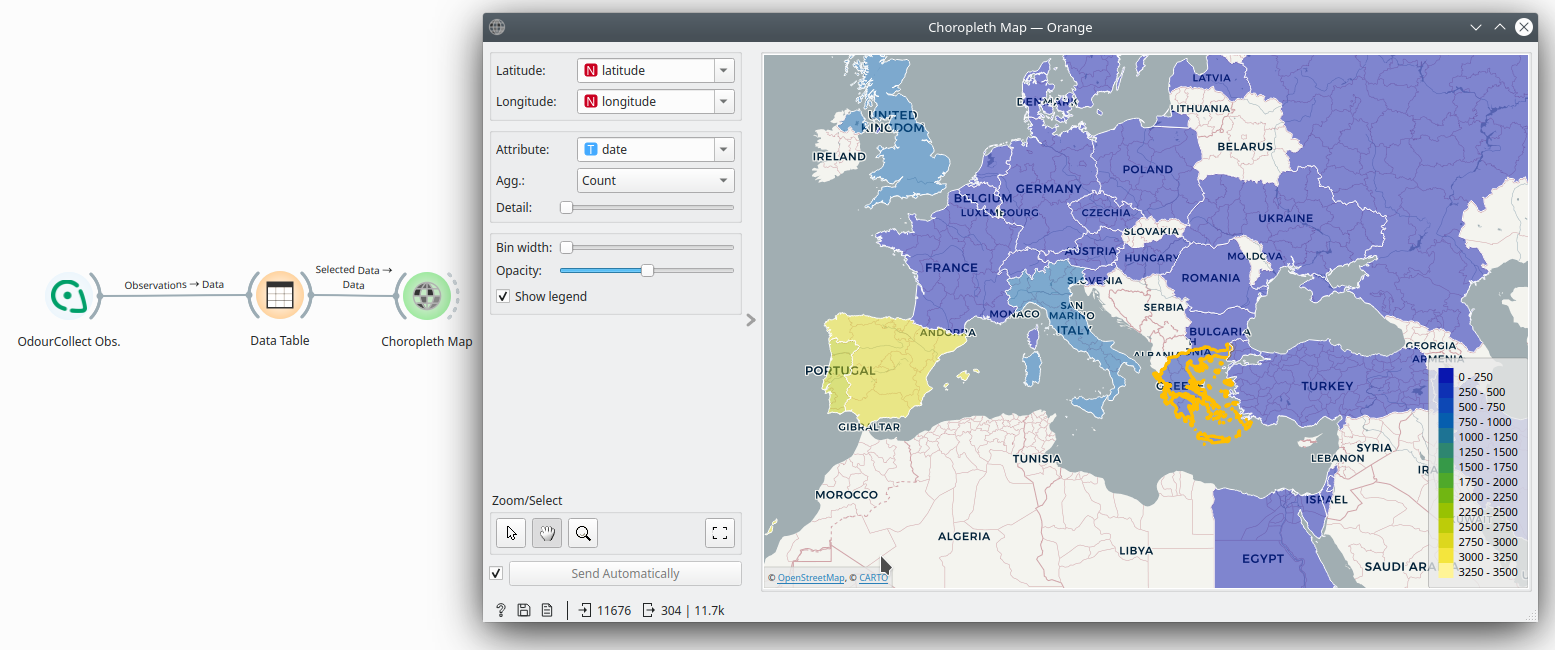 Choropleth Map — Orange
Latitude:
N latitude
Longitude:
N longitude
Attribute:
T date
Agg.:
Count
Detail:
Bin width:
Opacity:
Show legend
Zoom/Select
Send Automatically
? 11676 304 | 11.7k
Observations → Data
Selected Data →
Data
OdourCollect Obs.
Data Table
Choropleth Map
LATVIA
DENMARK
LITHUANIA
UNITED
KINGDOM
BELARUS
IRELAND
POLAND
GERMANY
BELGIUM
LUXEMBOURG
CZECHIA
UKRAINE
SLOVAKIA
AUSTRIA
HUNGARY
MOLDOVA
FRANCE
ROMANIA
SLOVENIA
SAN
MARINO
SERBIA
MONACO
ITALY
BULGARIA
ANDORRA
GEORGIA
ARMENIA
PORTUGAL
TURKEY
GIBRALTAR
SYRIA
TUNISIA
LEBANON
MOROCCO
ISRAEL
ALGERIA
LIBYA
EGYPT
SAUDI AR
0 - 250
250 - 500
500 - 750
750 - 1000
1000 - 1250
1250 - 1500
1500 - 1750
1750 - 2000
2000 - 2250
2250 - 2500
2500 - 2750
2750 - 3000
3000 - 3250
3250 - 3500
© OpenStreetMap, © CARTO